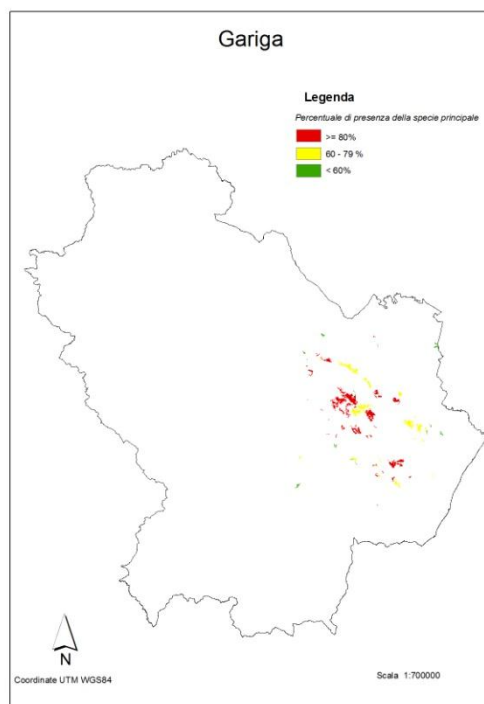 Gariga
Legenda
Percentuale di presenza della specie principale
>= 80%
60 - 79 %
< 60%
N
Coordinate UTM WGS84
Scala 1:700000